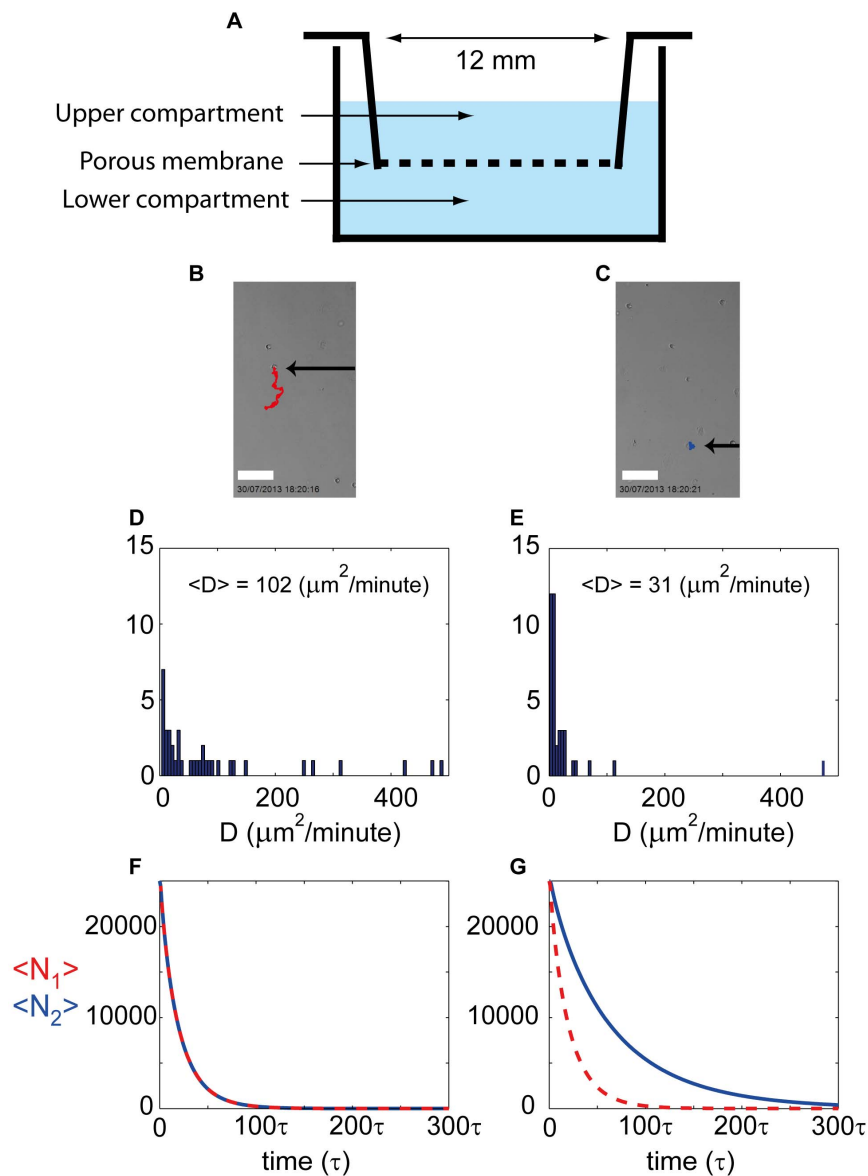 A
12 mm
Upper compartment
Porous membrane
Lower compartment
B
C
30/07/2013 18:20:16
30/07/2013 18:20:21
D
E
15
<D> = 102 (μm²/minute)
10
5
0
0
200
400
D (μm²/minute)
15
<D> = 31 (μm²/minute)
10
5
0
0
200
400
D (μm²/minute)
F
G
<N₁>
<N₂>
20000
10000
0
0
100τ
200τ
300τ
time (τ)
20000
10000
0
0
100τ
200τ
300τ
time (τ)